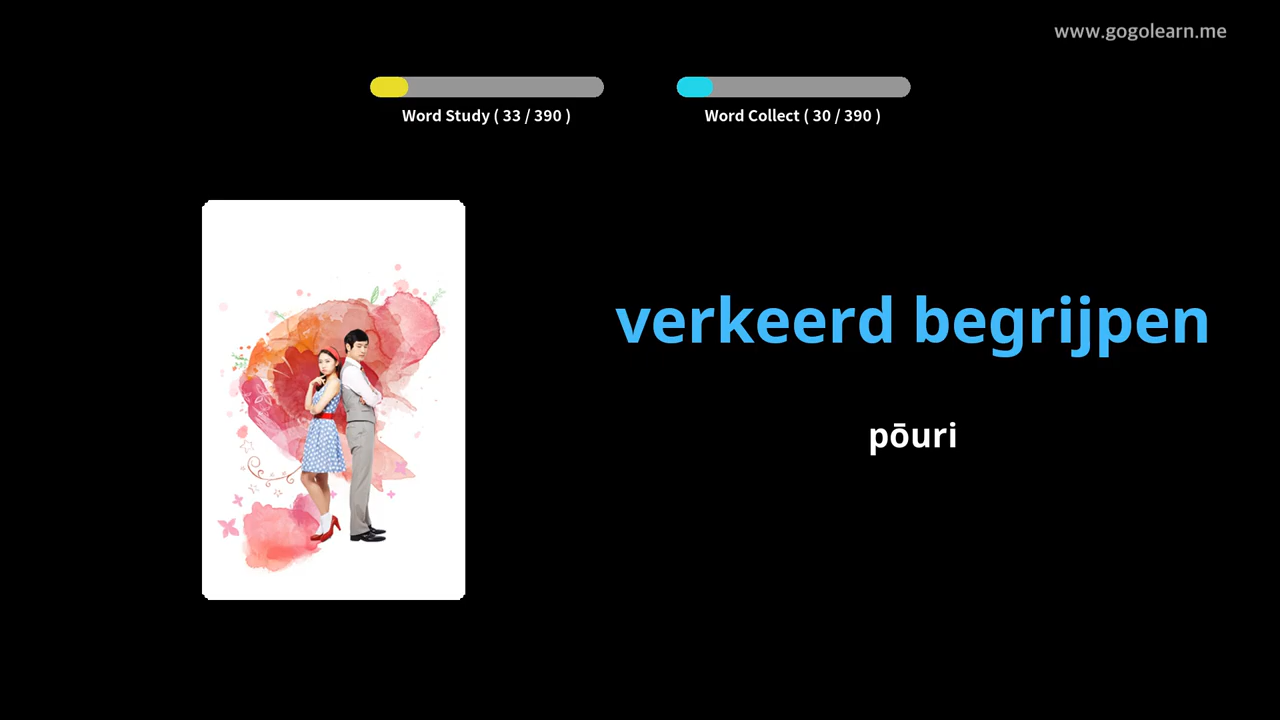 www.gogolearn.me
Word Study ( 33 / 390 )
Word Collect ( 30 / 390 )
verkeerd begrijpen
pōuri